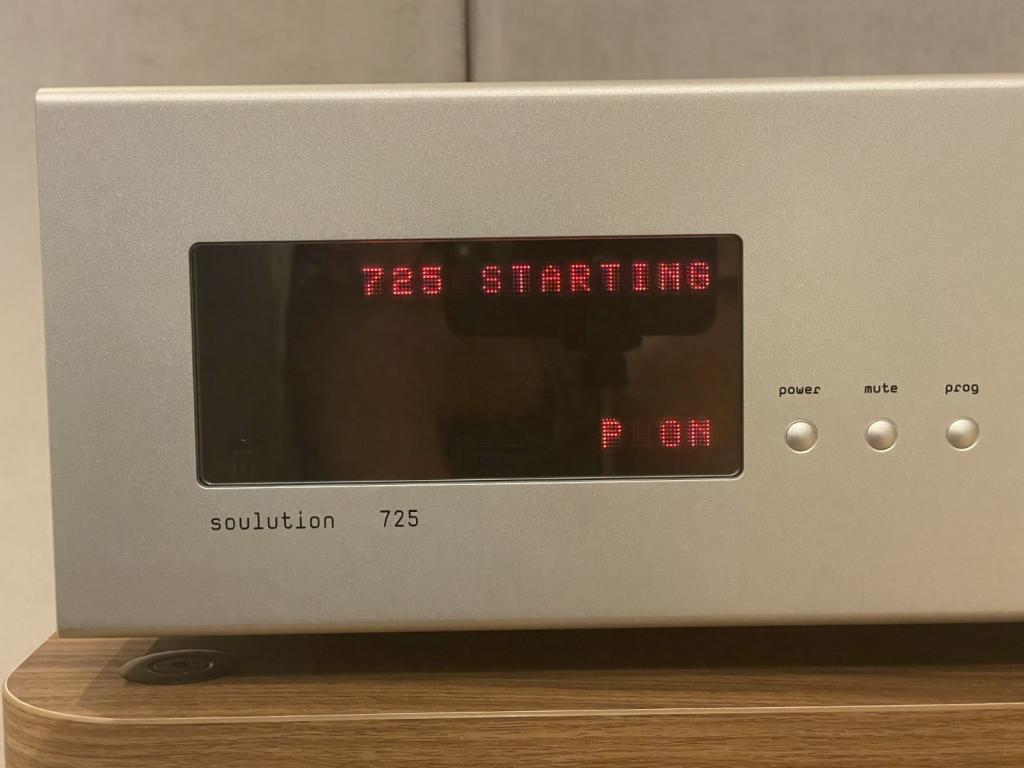 725 STARTING
P ON
power mute prog
soulution 725